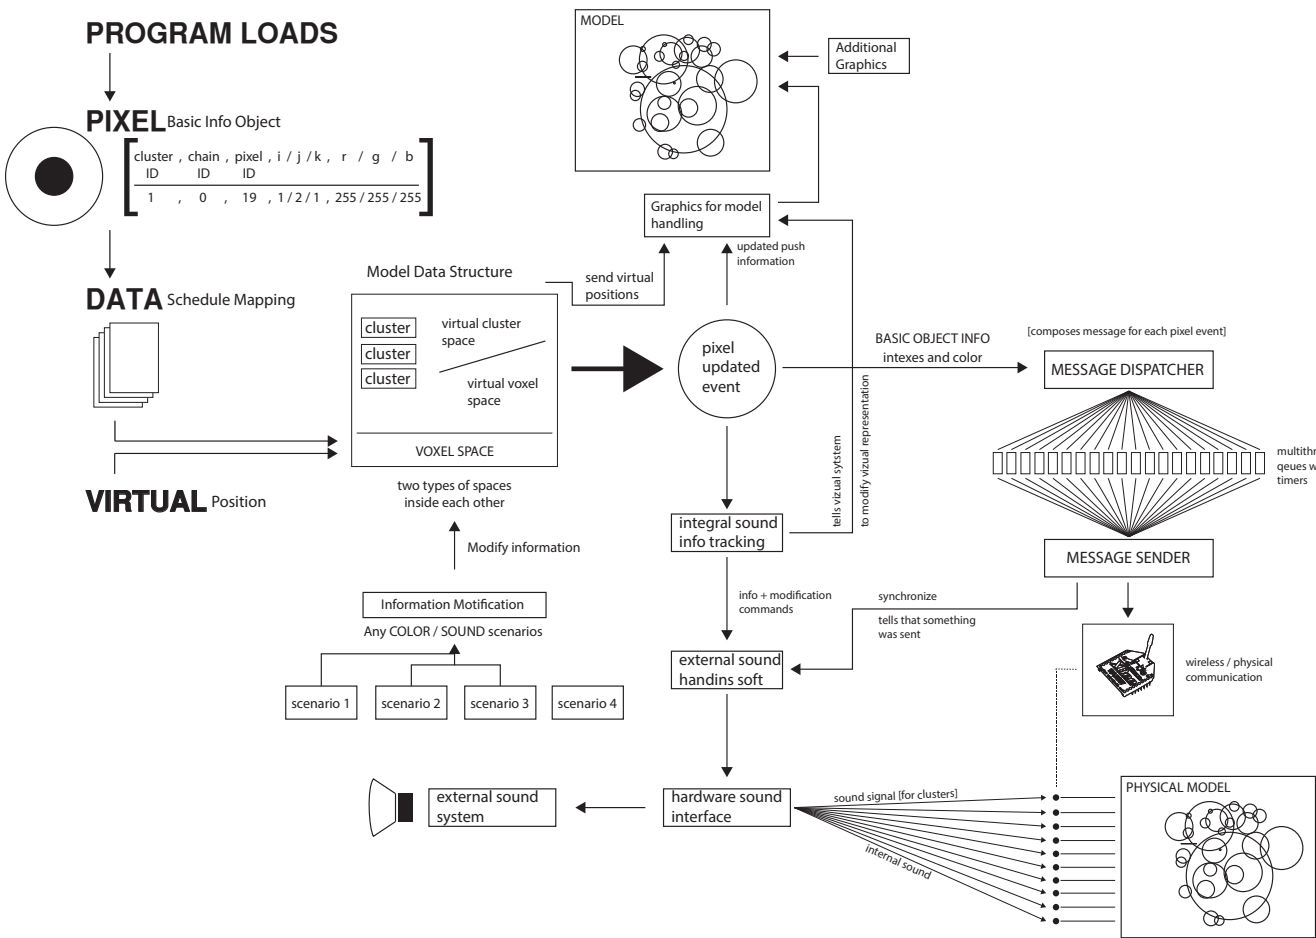 PROGRAM LOADS
PIXEL Basic Info Object
cluster , chain , pixel , i / j / k , r / g / b
ID ID ID
1 , 0 , 19 , 1 / 2 / 1 , 255 / 255 / 255
DATA Schedule Mapping
VIRTUAL Position
Model Data Structure
cluster
cluster
cluster
virtual cluster
space
virtual voxel
space
VOXEL SPACE
two types of spaces
inside each other
Modify information
Information Motification
Any COLOR / SOUND scenarios
scenario 1
scenario 2
scenario 3
scenario 4
MODEL
Additional
Graphics
Graphics for model
handling
send virtual
positions
updated push
information
pixel
updated
event
BASIC OBJECT INFO
intexes and color
[composes message for each pixel event]
MESSAGE DISPATCHER
multithr
qeues w
timers
MESSAGE SENDER
tells vizual sytstem
to modify vizual representation
integral sound
info tracking
info + modification
commands
synchronize
tells that something
was sent
external sound
handins soft
wireless / physical
communication
external sound
system
hardware sound
interface
sound signal [for clusters]
internal sound
PHYSICAL MODEL